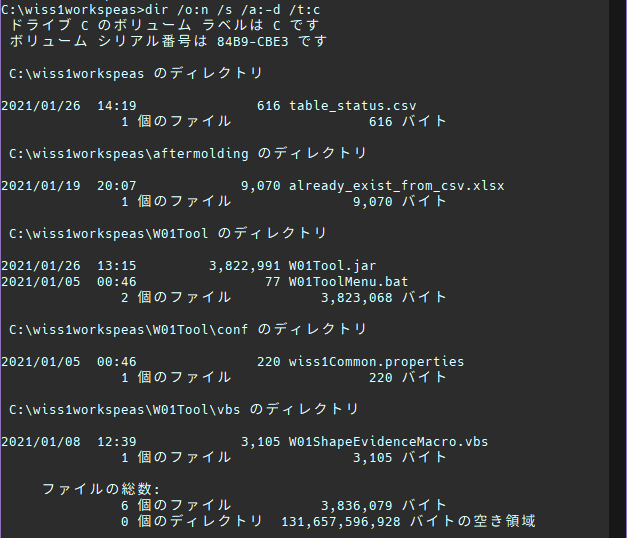 C:\wiss1workspeas>dir /o:n /s /a:-d /t:c
ドライブ C のボリューム ラベルは C です
ボリューム シリアル番号は 84B9-CBE3 です
C:\wiss1workspeas のディレクトリ
2021/01/26  14:19               616 table_status.csv
1 個のファイル                 616 バイト
C:\wiss1workspeas\aftermolding のディレクトリ
2021/01/19  20:07             9,070 already_exist_from_csv.xlsx
1 個のファイル               9,070 バイト
C:\wiss1workspeas\W01Tool のディレクトリ
2021/01/26  13:15         3,822,991 W01Tool.jar
2021/01/05  00:46                77 W01ToolMenu.bat
2 個のファイル           3,823,068 バイト
C:\wiss1workspeas\W01Tool\conf のディレクトリ
2021/01/05  00:46               220 wiss1Common.properties
1 個のファイル                 220 バイト
C:\wiss1workspeas\W01Tool\vbs のディレクトリ
2021/01/08  12:39             3,105 W01ShapeEvidenceMacro.vbs
1 個のファイル               3,105 バイト
ファイルの総数:
6 個のファイル           3,836,079 バイト
0 個のディレクトリ  131,657,596,928 バイトの空き領域